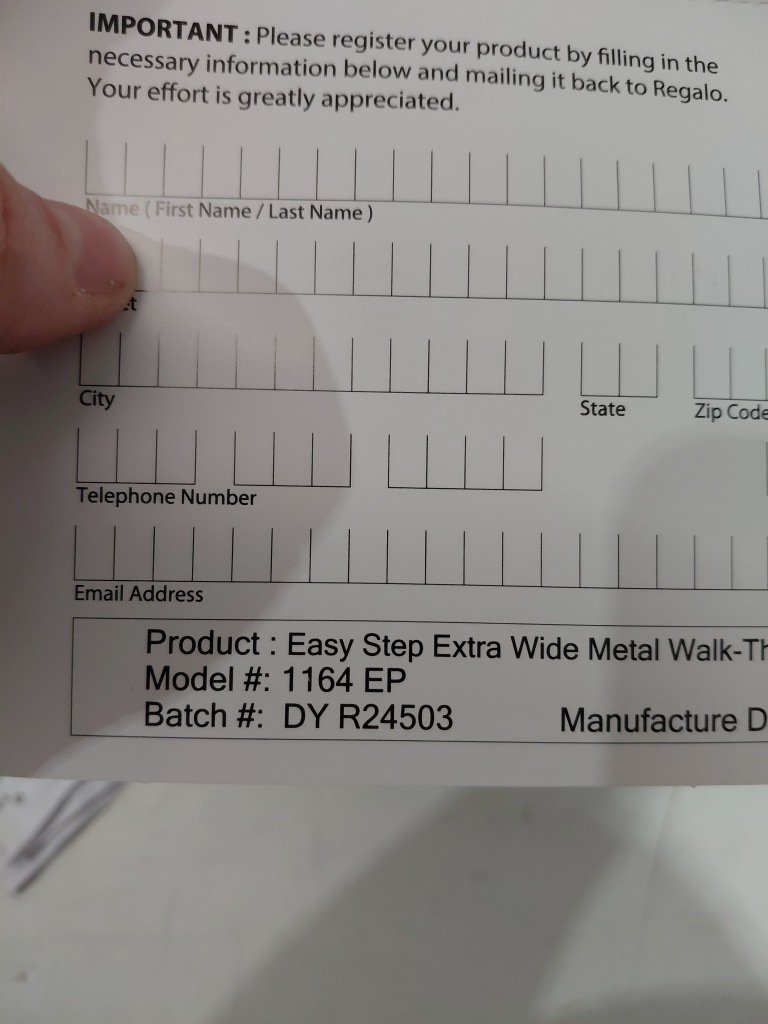 IMPORTANT : Please register your product by filling in the
necessary information below and mailing it back to Regalo.
Your effort is greatly appreciated.
Name ( First Name / Last Name )
City
State
Zip Code
Telephone Number
Email Address
Product : Easy Step Extra Wide Metal Walk-Th
Model #: 1164 EP
Batch #: DY R24503
Manufacture D